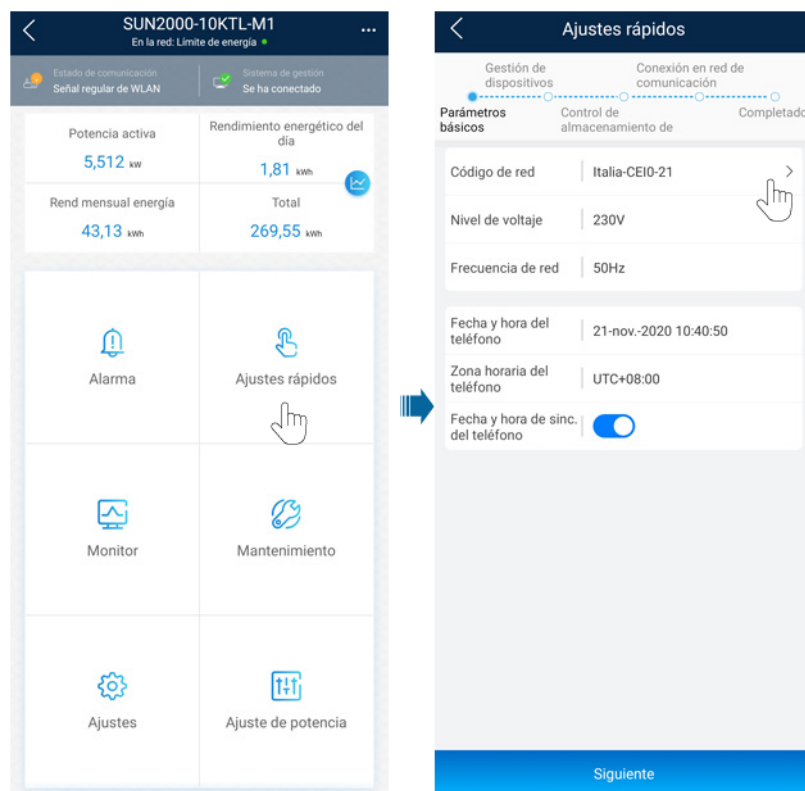 SUN2000-10KTL-M1
En la red: Límite de energía
Estado de comunicación
Señal regular de WLAN
Sistema de gestión
Se ha conectado
Potencia activa
5,512 kW
Rendimiento energético del
día
1,81 kWh
Rend mensual energía
43,13 kWh
Total
269,55 kWh
Alarma
Ajustes rápidos
Monitor
Mantenimiento
Ajustes
Ajuste de potencia
Ajustes rápidos
Gestión de
dispositivos
Conexión en red de
comunicación
Parámetros
básicos
Control de
almacenamiento de
Completado
Código de red
Italia-CEI0-21
Nivel de voltaje
230V
Frecuencia de red
50Hz
Fecha y hora del
teléfono
21-nov.-2020 10:40:50
Zona horaria del
teléfono
UTC+08:00
Fecha y hora de sinc.
del teléfono
Siguiente